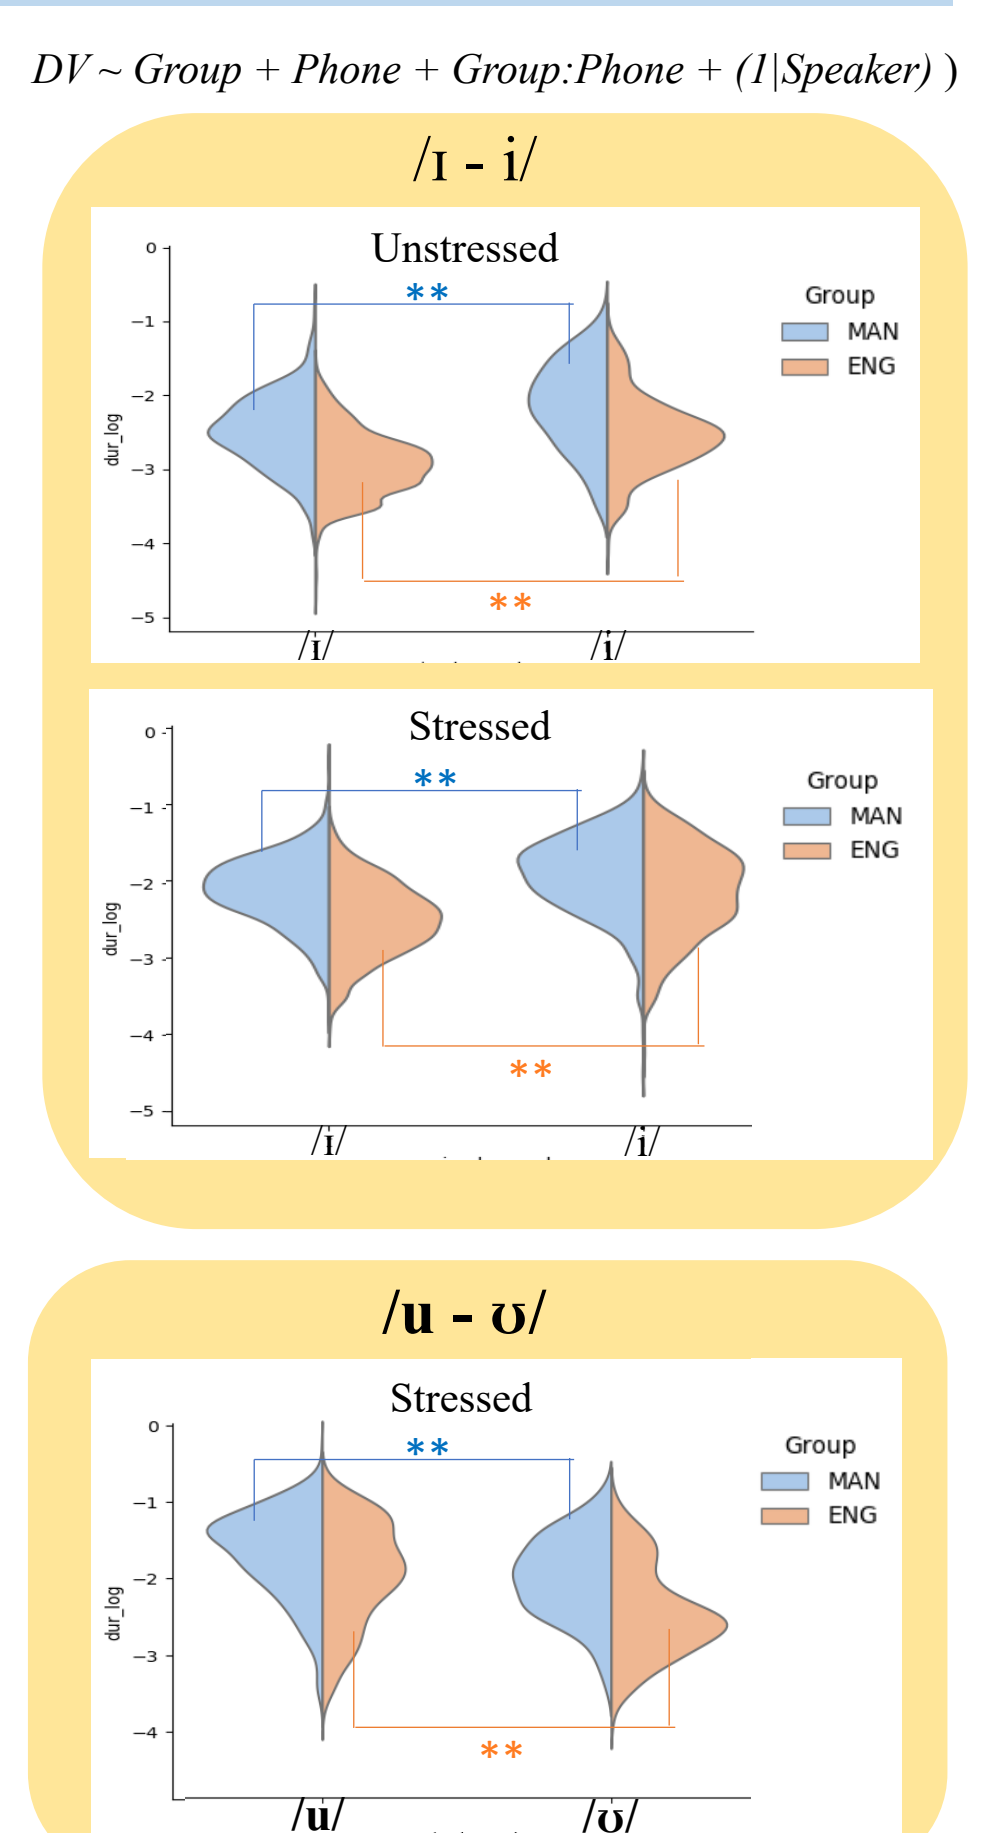 DV ~ Group + Phone + Group:Phone + (1|Speaker) )
/ɪ - i/
Unstressed
**
Group
MAN
ENG
0
−1
−2
−3
−4
−5
dur_log
**
/ɪ/ /i/
Stressed
**
Group
MAN
ENG
0
−1
−2
−3
−4
−5
dur_log
**
/ɪ/ /i/
/u - ʊ/
Stressed
**
Group
MAN
ENG
0
−1
−2
−3
−4
dur_log
**
/u/ /ʊ/